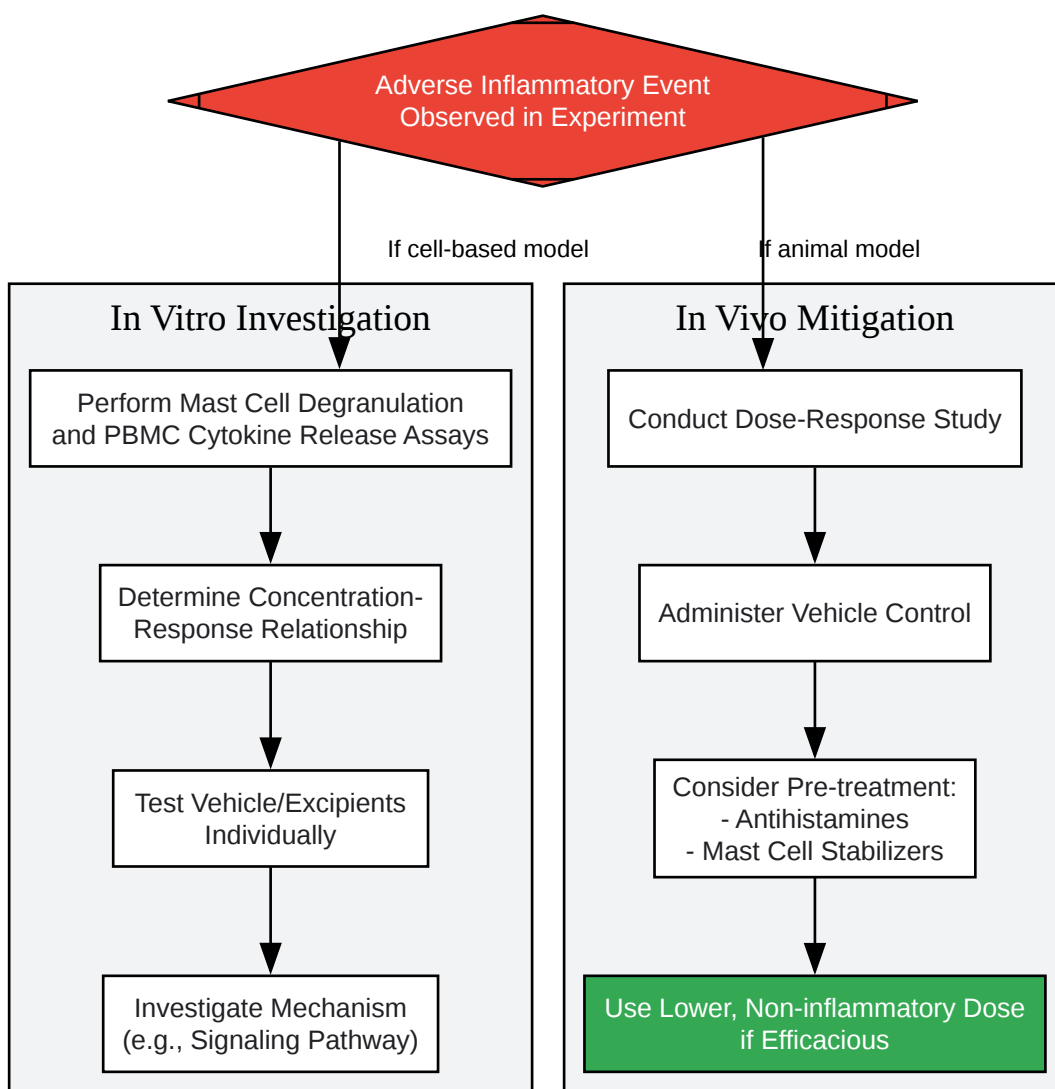 Adverse Inflammatory Event
Observed in Experiment
If cell-based model
If animal model
In Vitro Investigation
Perform Mast Cell Degranulation
and PBMC Cytokine Release Assays
Determine Concentration-
Response Relationship
Test Vehicle/Excipients
Individually
Investigate Mechanism
(e.g., Signaling Pathway)
In Vivo Mitigation
Conduct Dose-Response Study
Administer Vehicle Control
Consider Pre-treatment:
- Antihistamines
- Mast Cell Stabilizers
Use Lower, Non-inflammatory Dose
if Efficacious